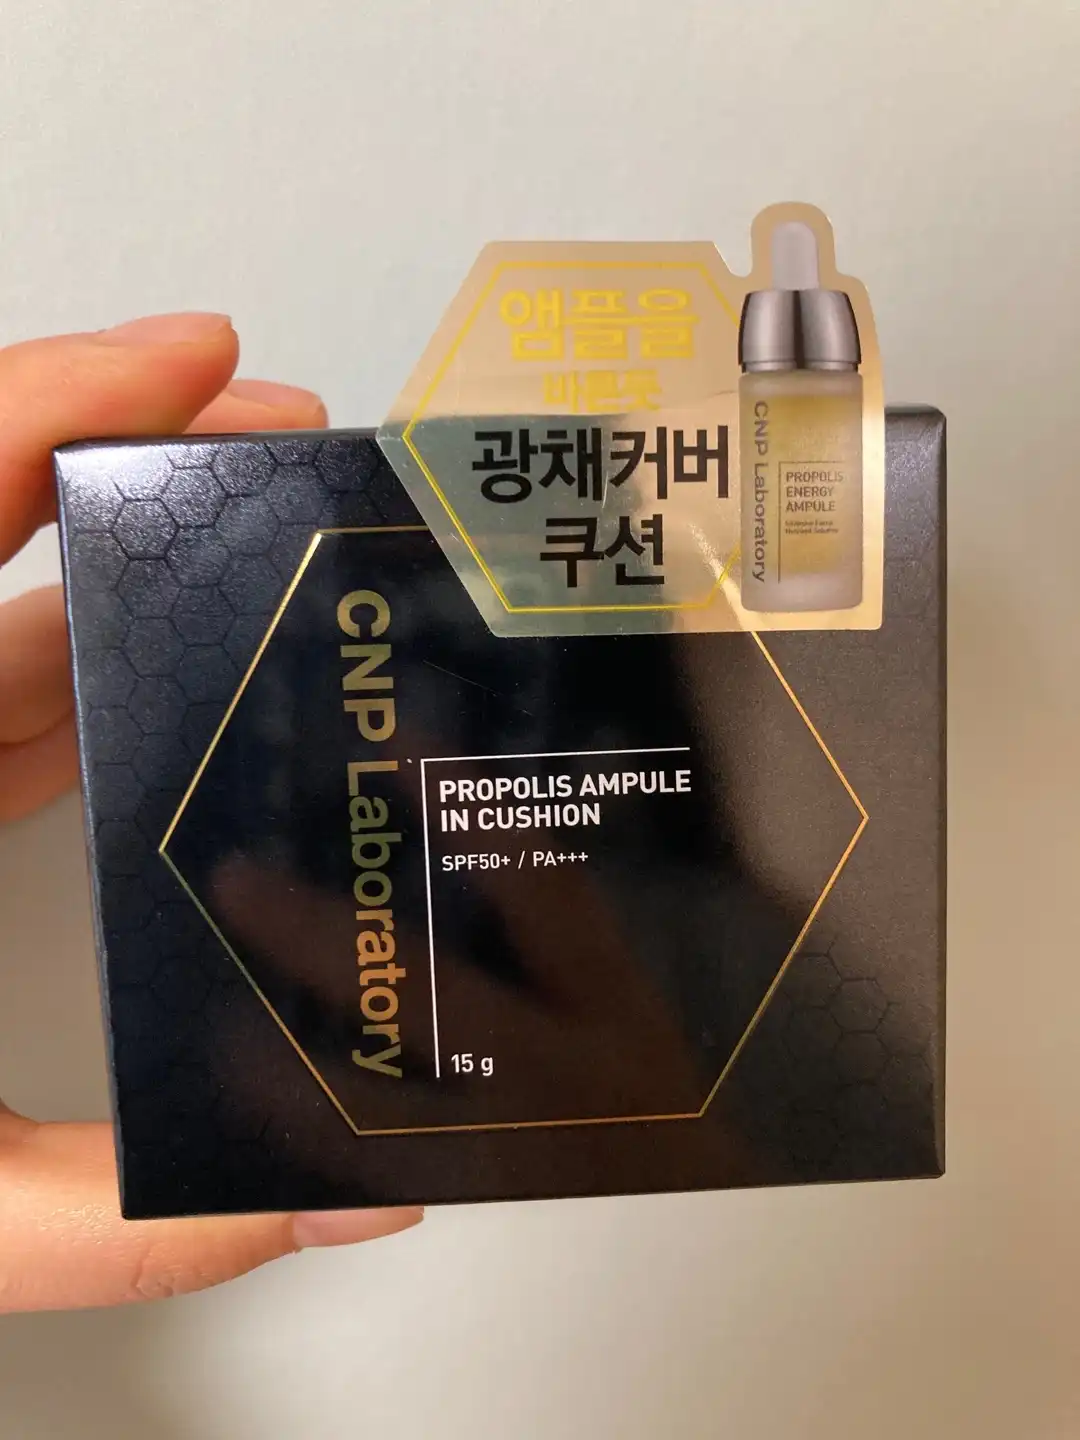 앰플을
바른듯
광채커버
쿠션
CNP Laboratory
PROPOLIS
ENERGY
AMPULE
CNP Laboratory
PROPOLIS AMPULE
IN CUSHION
SPF50+ / PA+++
15 g